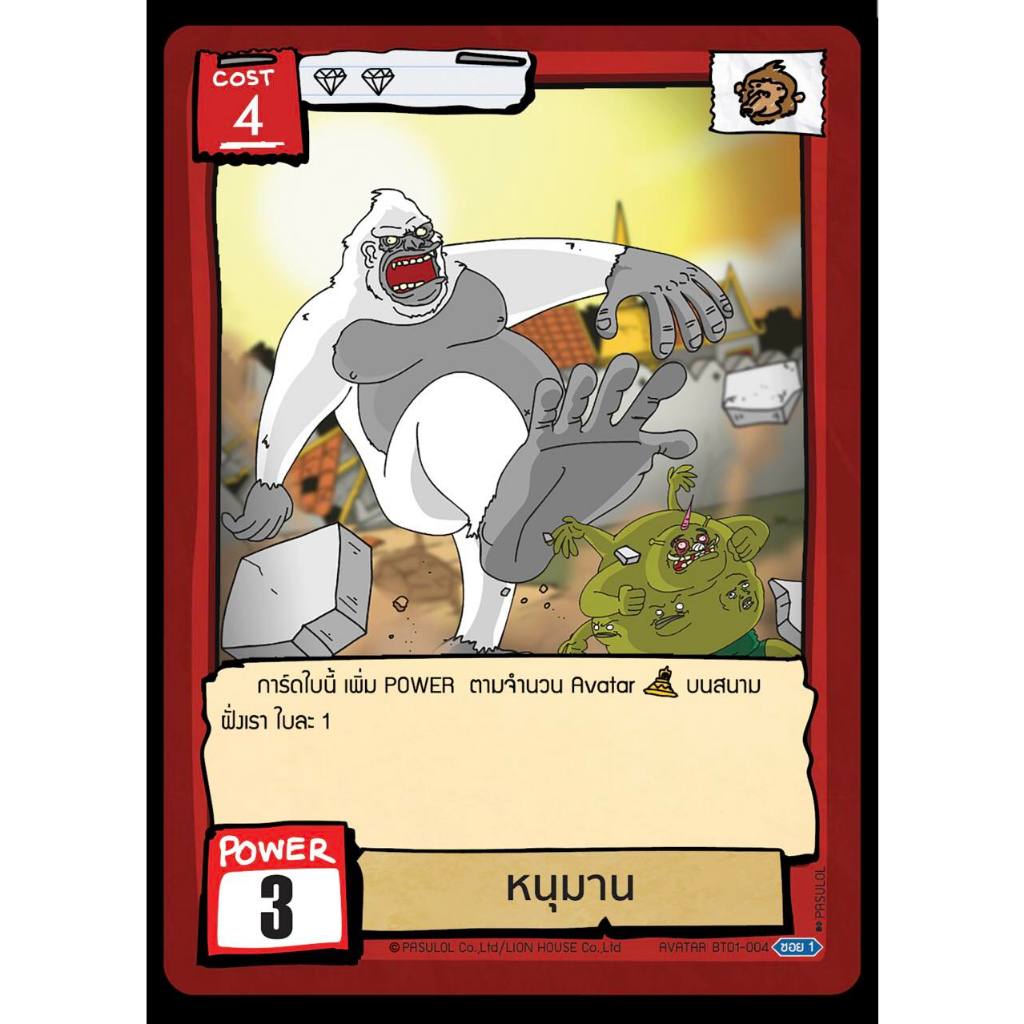 COST
4
การ์ดใบนี้ เพิ่ม POWER ตามจำนวน Avatar บนสนาม
ฝั่งเรา ใบละ 1
POWER
3
หนุมาน
PASULOL
©PASULOL Co.,Ltd/LION HOUSE Co.,Ltd
AVATAR BT01-004 ซอย 1